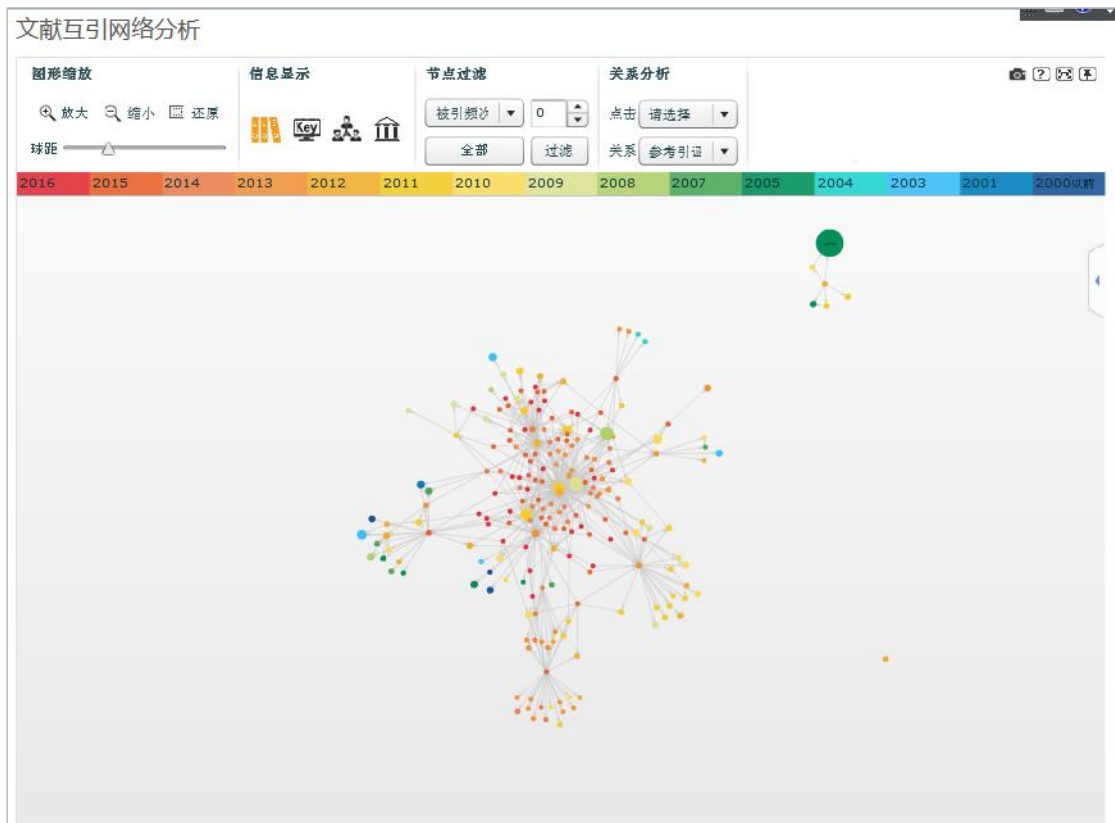 文献互引网络分析
图形缩放 信息显示 节点过滤 关系分析
放大 缩小 还原 Key 被引频次 0 点击 请选择
球距 全部 过滤 关系 参考引证
2016 2015 2014 2013 2012 2011 2010 2009 2008 2007 2005 2004 2003 2001 2000以前